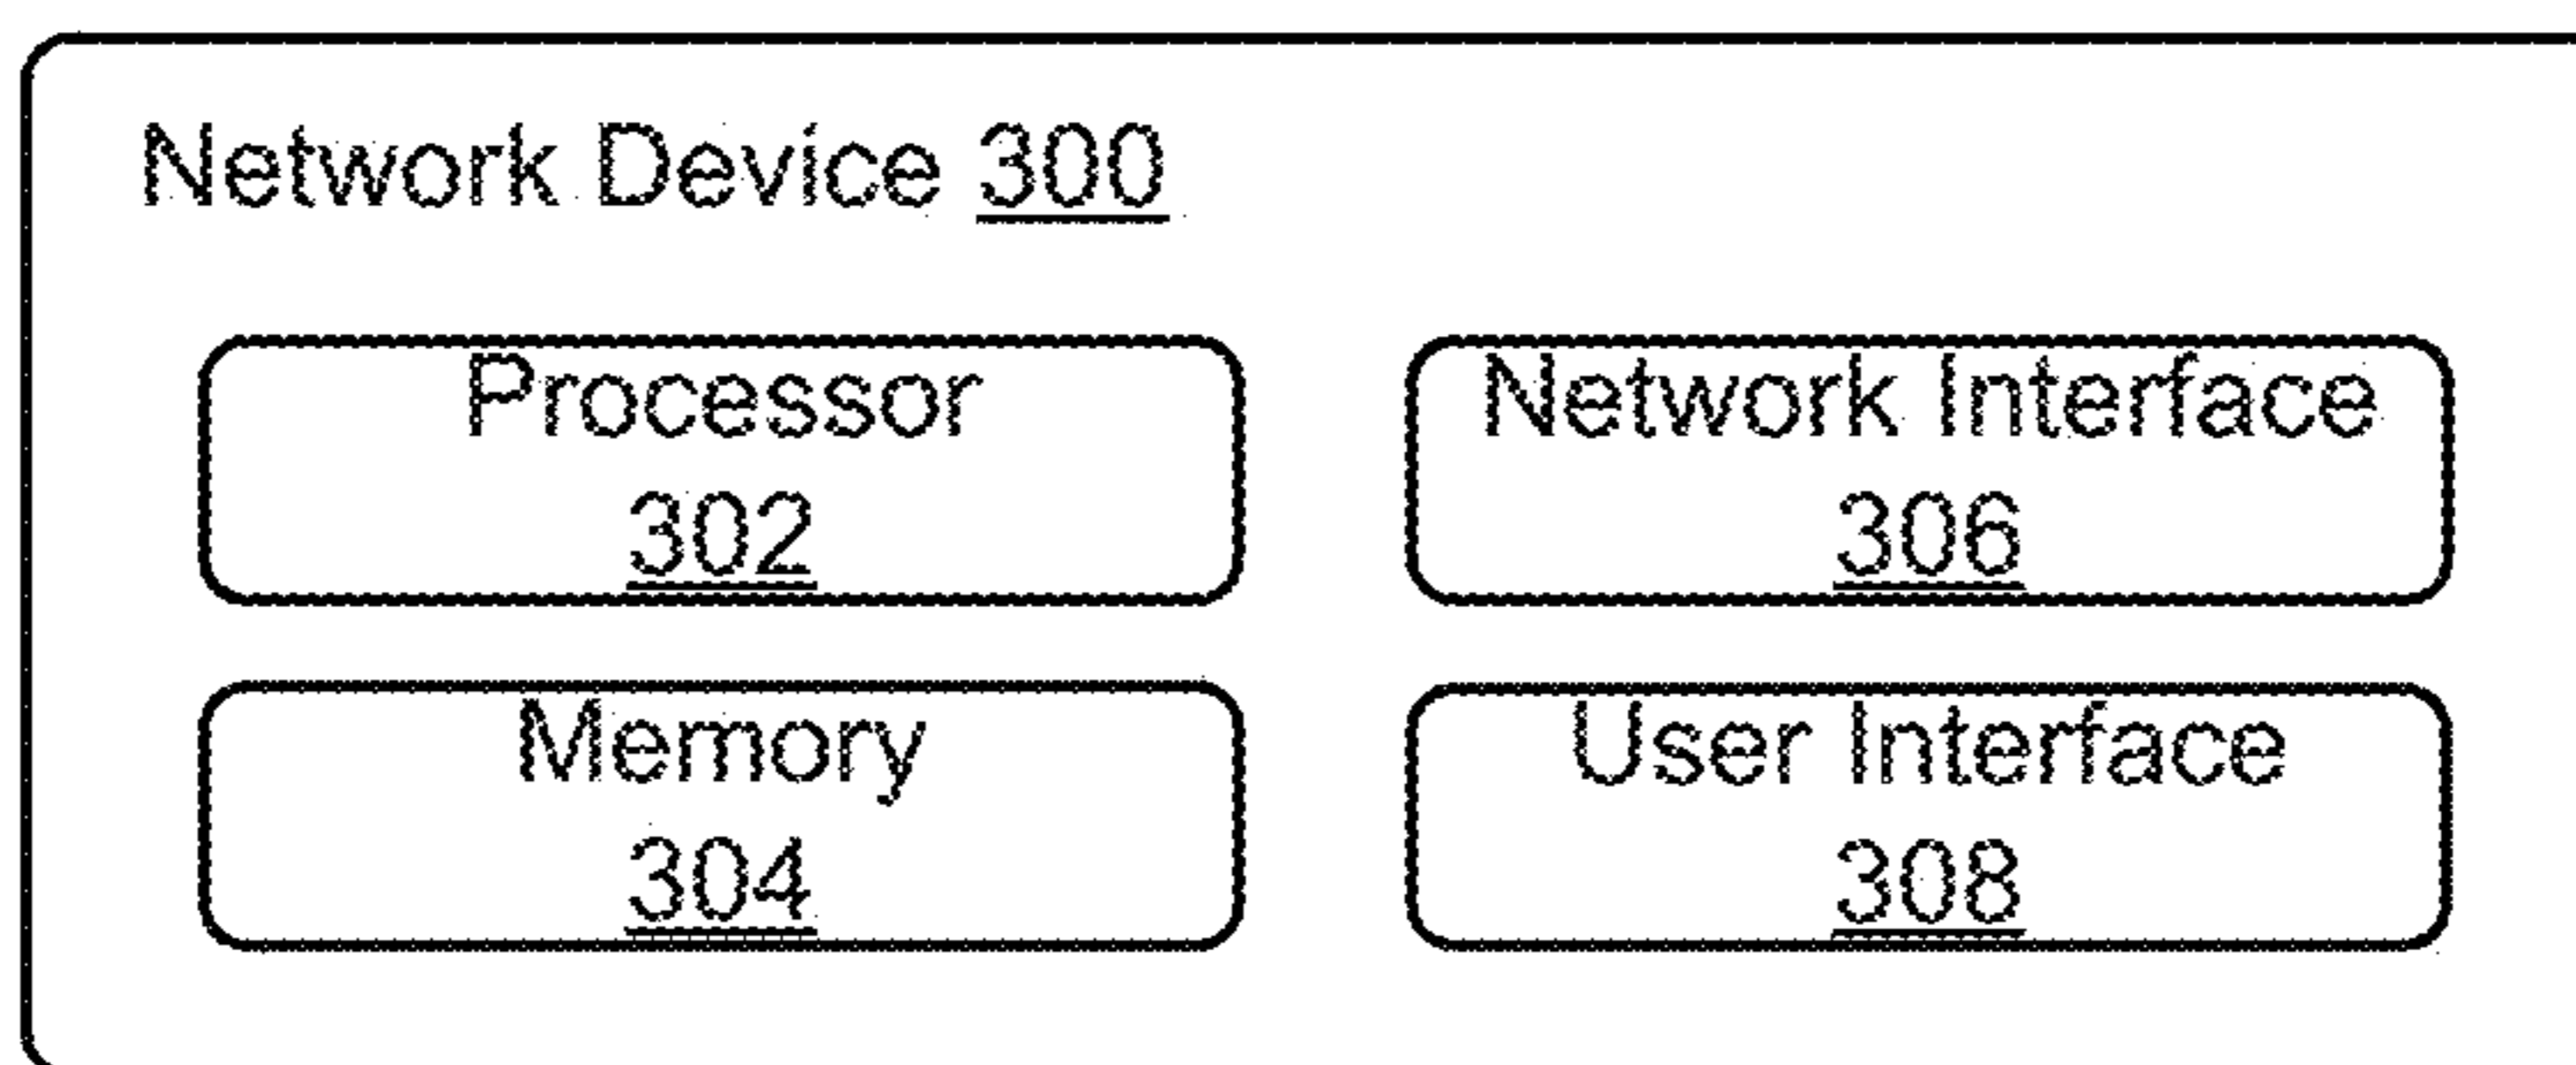 Network Device 300
Processor
302
Network Interface
306
Memory
304
User Interface
308